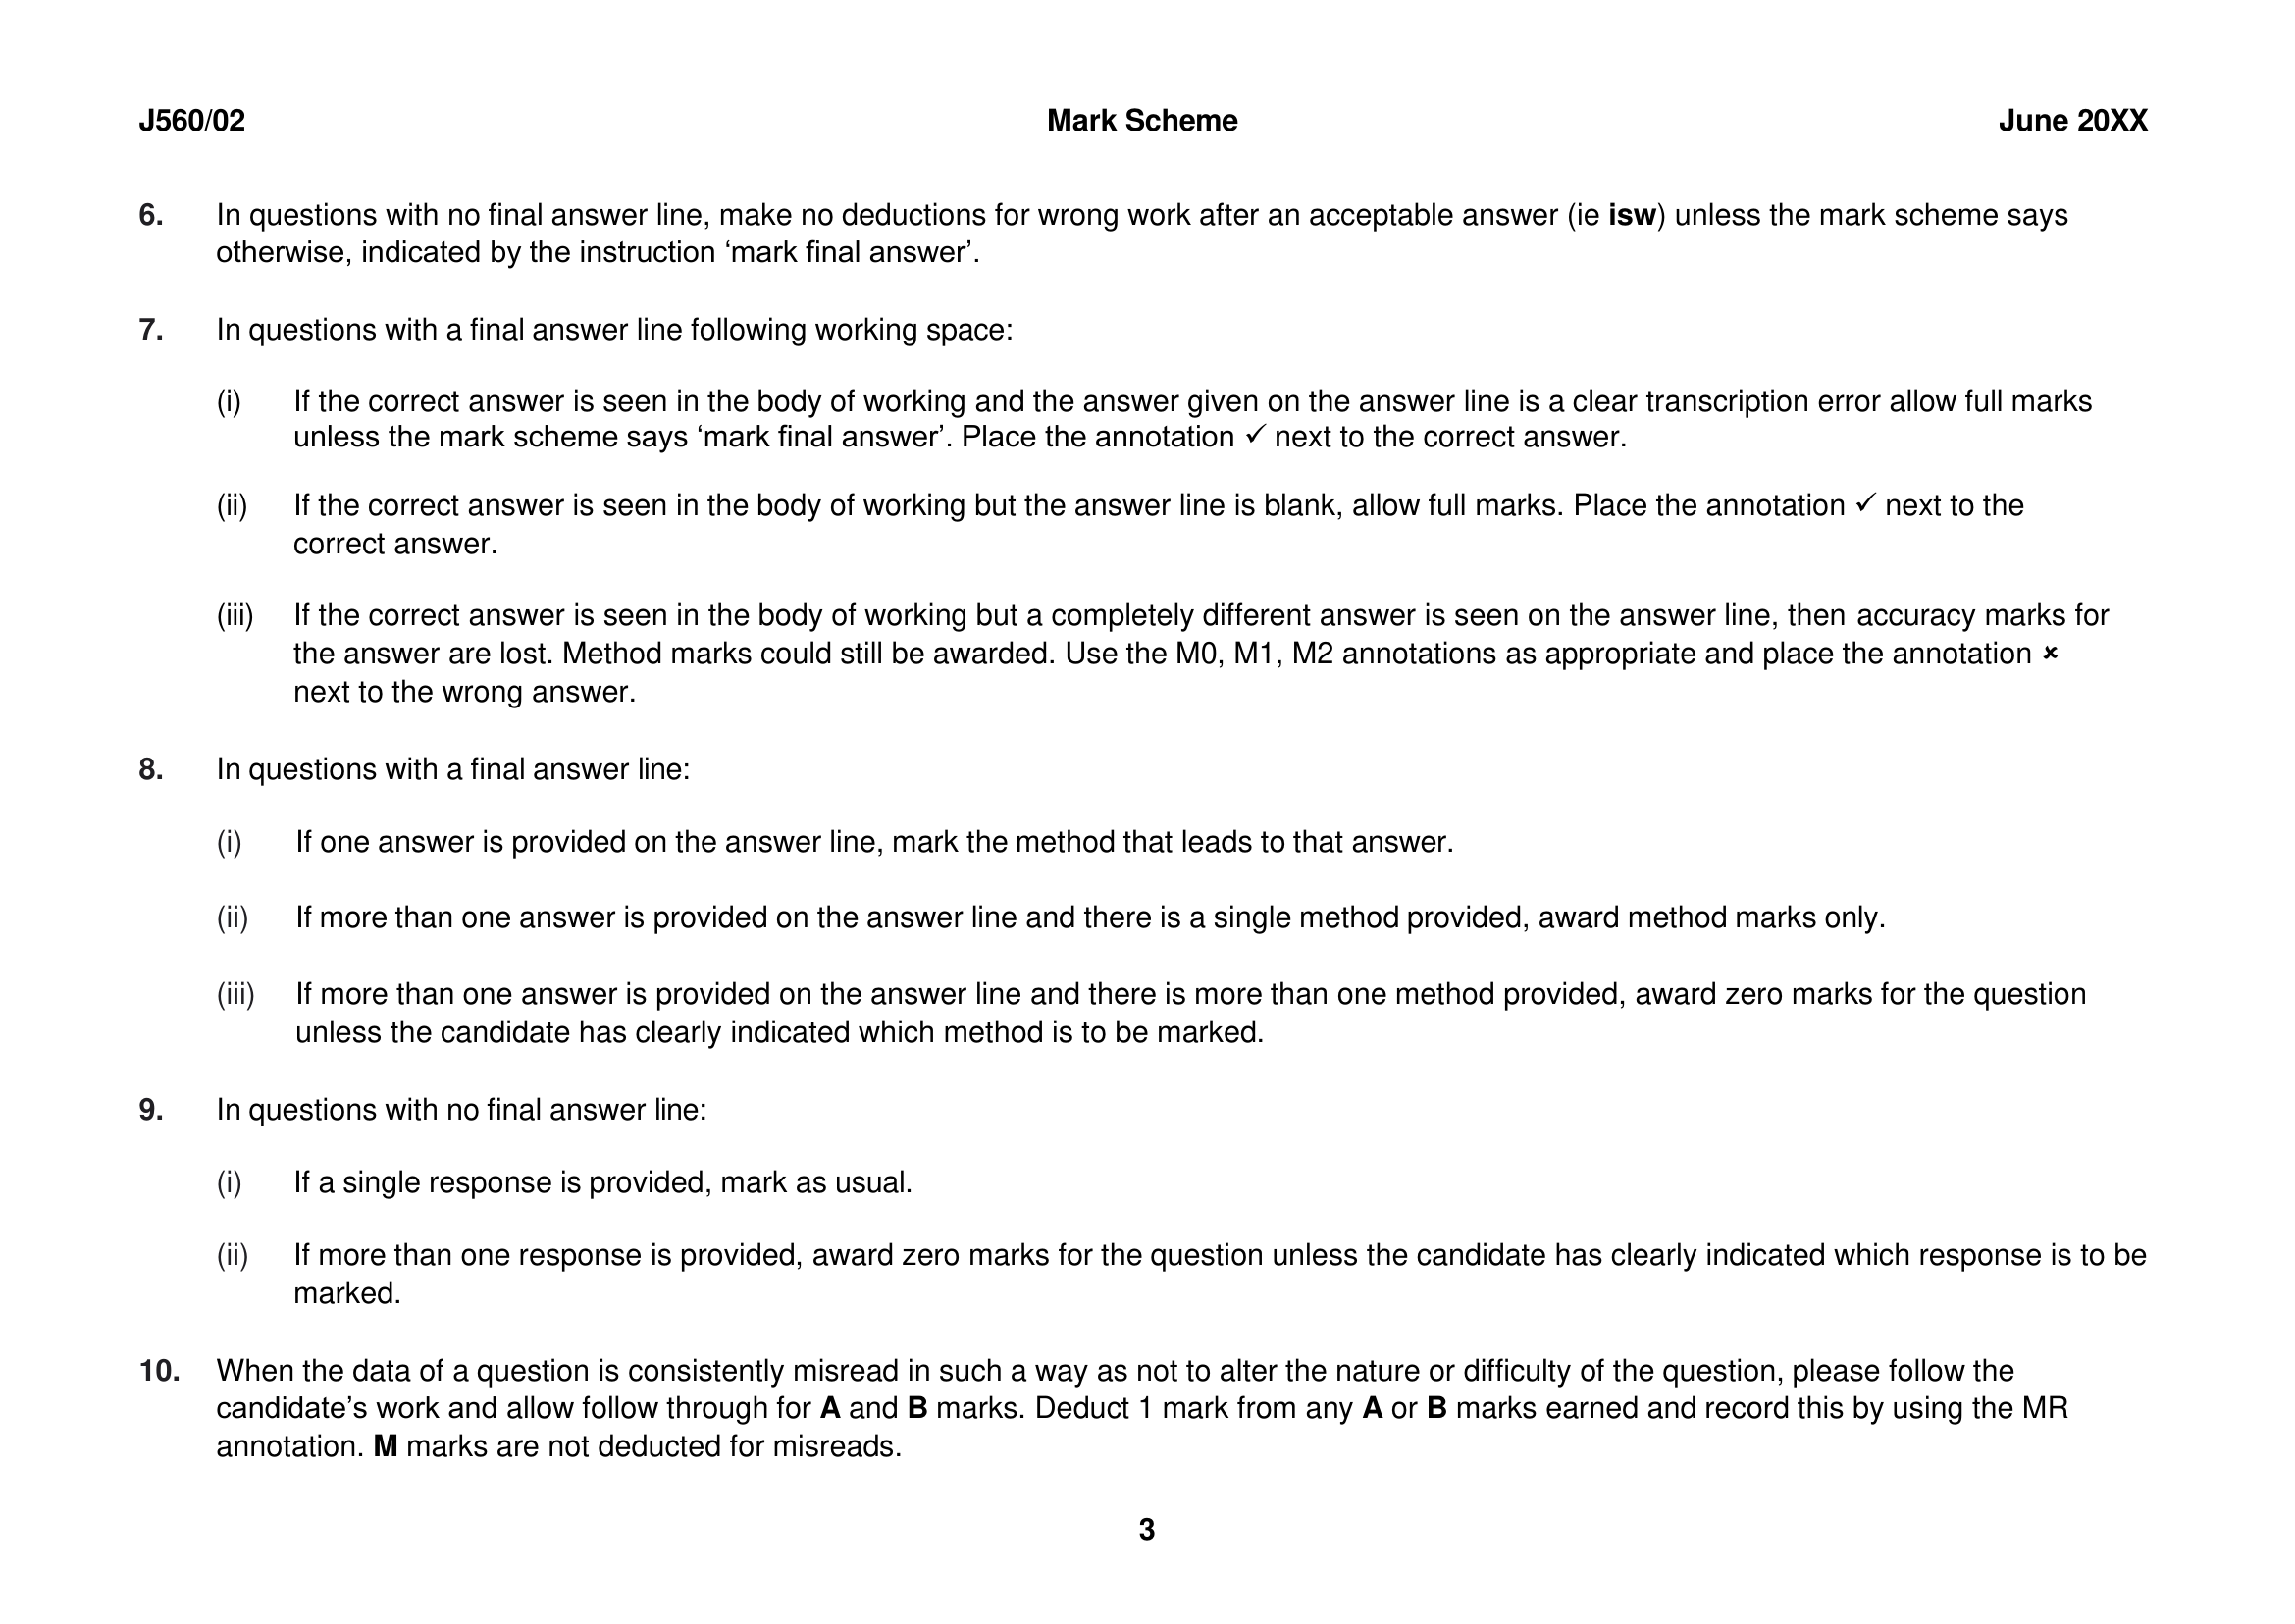 J560/02 Mark Scheme June 20XX
6. In questions with no final answer line, make no deductions for wrong work after an acceptable answer (ie isw) unless the mark scheme says
otherwise, indicated by the instruction ‘mark final answer’.
7. In questions with a final answer line following working space:
(i) If the correct answer is seen in the body of working and the answer given on the answer line is a clear transcription error allow full marks
unless the mark scheme says ‘mark final answer’. Place the annotation ✓ next to the correct answer.
(ii) If the correct answer is seen in the body of working but the answer line is blank, allow full marks. Place the annotation ✓ next to the
correct answer.
(iii) If the correct answer is seen in the body of working but a completely different answer is seen on the answer line, then accuracy marks for
the answer are lost. Method marks could still be awarded. Use the M0, M1, M2 annotations as appropriate and place the annotation ✗
next to the wrong answer.
8. In questions with a final answer line:
(i) If one answer is provided on the answer line, mark the method that leads to that answer.
(ii) If more than one answer is provided on the answer line and there is a single method provided, award method marks only.
(iii) If more than one answer is provided on the answer line and there is more than one method provided, award zero marks for the question
unless the candidate has clearly indicated which method is to be marked.
9. In questions with no final answer line:
(i) If a single response is provided, mark as usual.
(ii) If more than one response is provided, award zero marks for the question unless the candidate has clearly indicated which response is to be
marked.
10. When the data of a question is consistently misread in such a way as not to alter the nature or difficulty of the question, please follow the
candidate’s work and allow follow through for A and B marks. Deduct 1 mark from any A or B marks earned and record this by using the MR
annotation. M marks are not deducted for misreads.
3